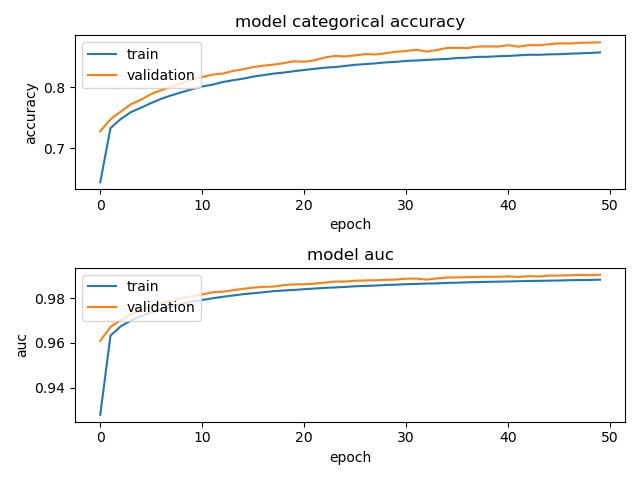 model categorical accuracy
train
validation
accuracy
0.8
0.7
0 10 20 30 40 50
epoch
model auc
train
validation
auc
0.98
0.96
0.94
0 10 20 30 40 50
epoch